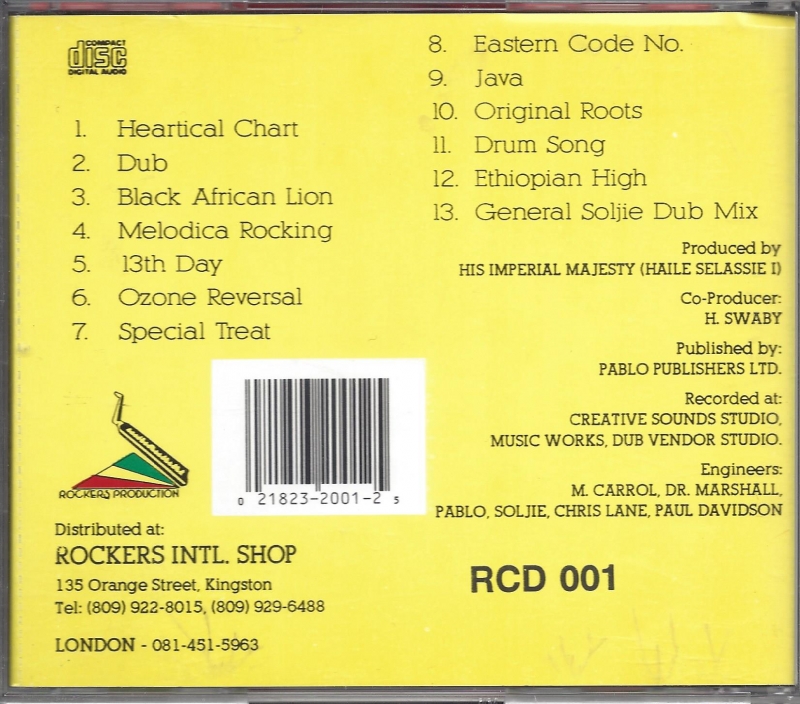 COMPACT
disc
DIGITAL AUDIO
1. Heartical Chart
2. Dub
3. Black African Lion
4. Melodica Rocking
5. 13th Day
6. Ozone Reversal
7. Special Treat
8. Eastern Code No.
9. Java
10. Original Roots
11. Drum Song
12. Ethiopian High
13. General Soljie Dub Mix
Produced by
HIS IMPERIAL MAJESTY (HAILE SELASSIE I)
Co-Producer:
H. SWABY
Published by:
PABLO PUBLISHERS LTD.
Recorded at:
CREATIVE SOUNDS STUDIO,
MUSIC WORKS, DUB VENDOR STUDIO.
Engineers:
M. CARROL, DR. MARSHALL,
PABLO, SOLJIE, CHRIS LANE, PAUL DAVIDSON
RCD 001
0 21823-2001-2 5
ROCKERS PRODUCTION
Distributed at:
ROCKERS INTL. SHOP
135 Orange Street, Kingston
Tel: (809) 922-8015, (809) 929-6488
LONDON - 081-451-5963